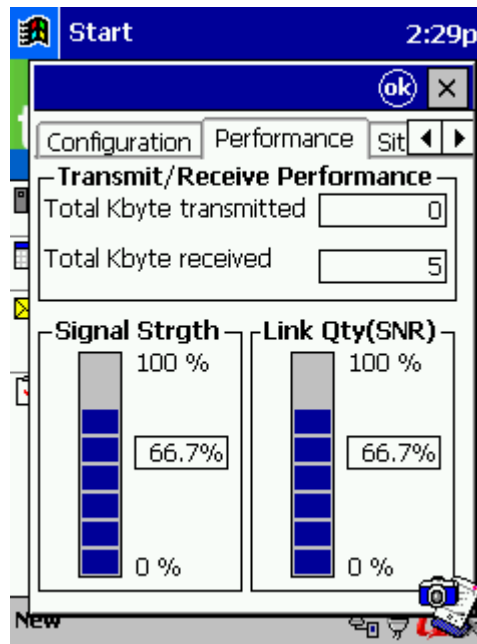 Start 2:29p
ok
Configuration Performance Sit
Transmit/Receive Performance
Total Kbyte transmitted 0
Total Kbyte received 5
Signal Strgth Link Qty(SNR)
100 % 100 %
66.7% 66.7%
0 % 0 %
New